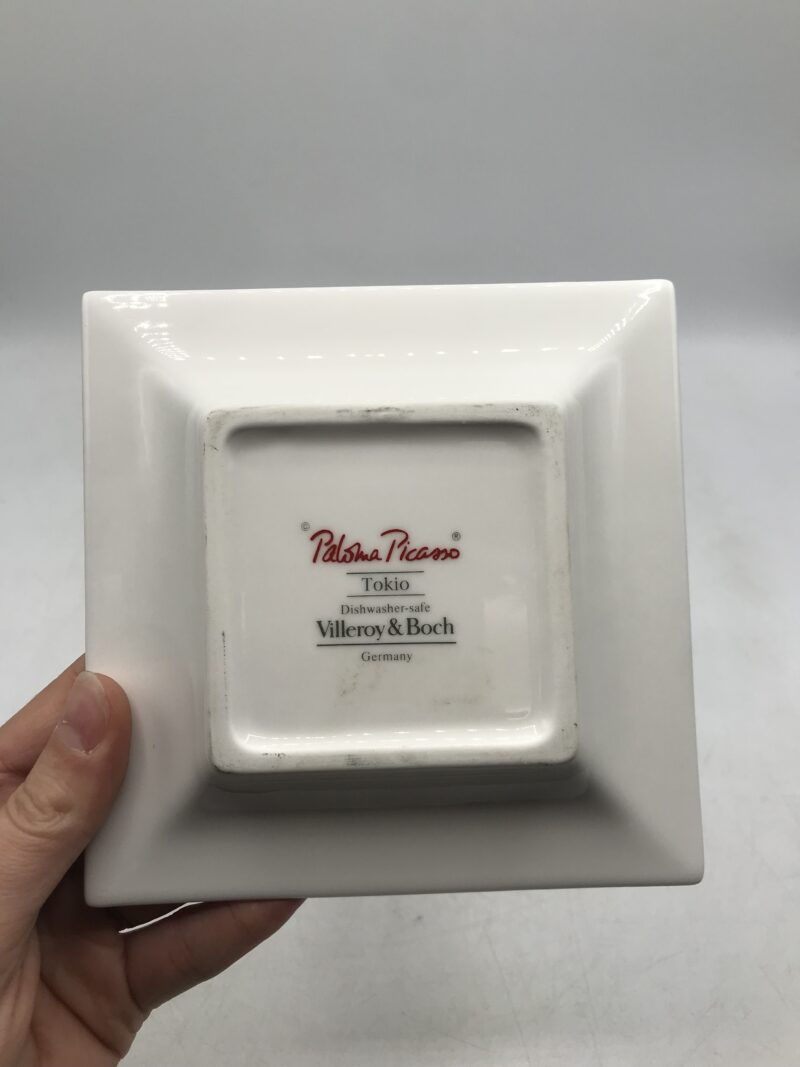 © Paloma Picasso ®
Tokio
Dishwasher-safe
Villeroy & Boch
Germany